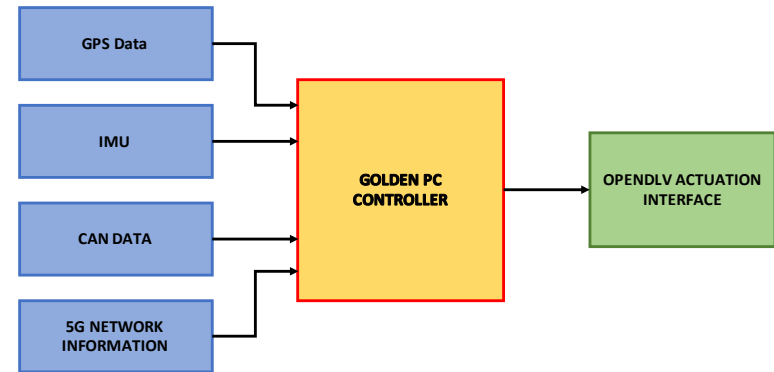 GPS Data
IMU
CAN DATA
5G NETWORK
INFORMATION
GOLDEN PC
CONTROLLER
OPENDLV ACTUATION
INTERFACE